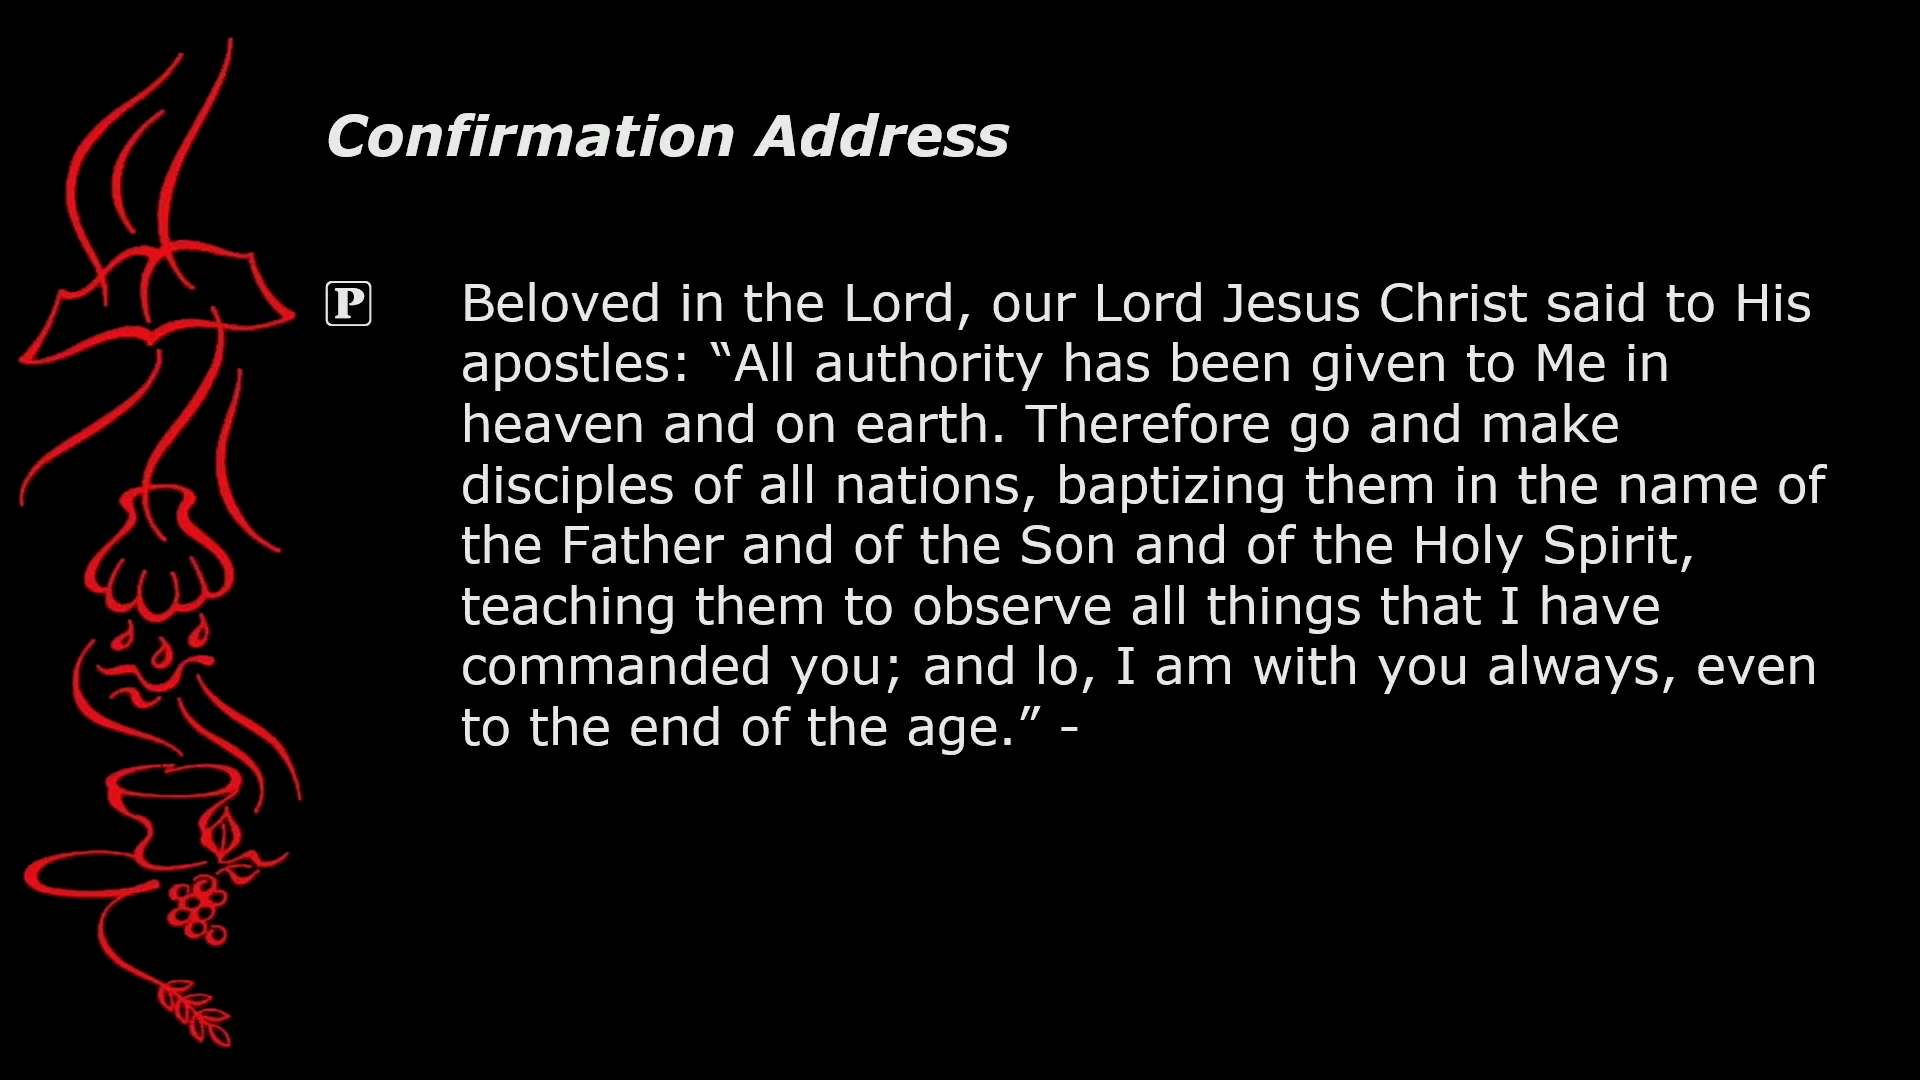 Confirmation Address
P Beloved in the Lord, our Lord Jesus Christ said to His
apostles: “All authority has been given to Me in
heaven and on earth. Therefore go and make
disciples of all nations, baptizing them in the name of
the Father and of the Son and of the Holy Spirit,
teaching them to observe all things that I have
commanded you; and lo, I am with you always, even
to the end of the age.” -